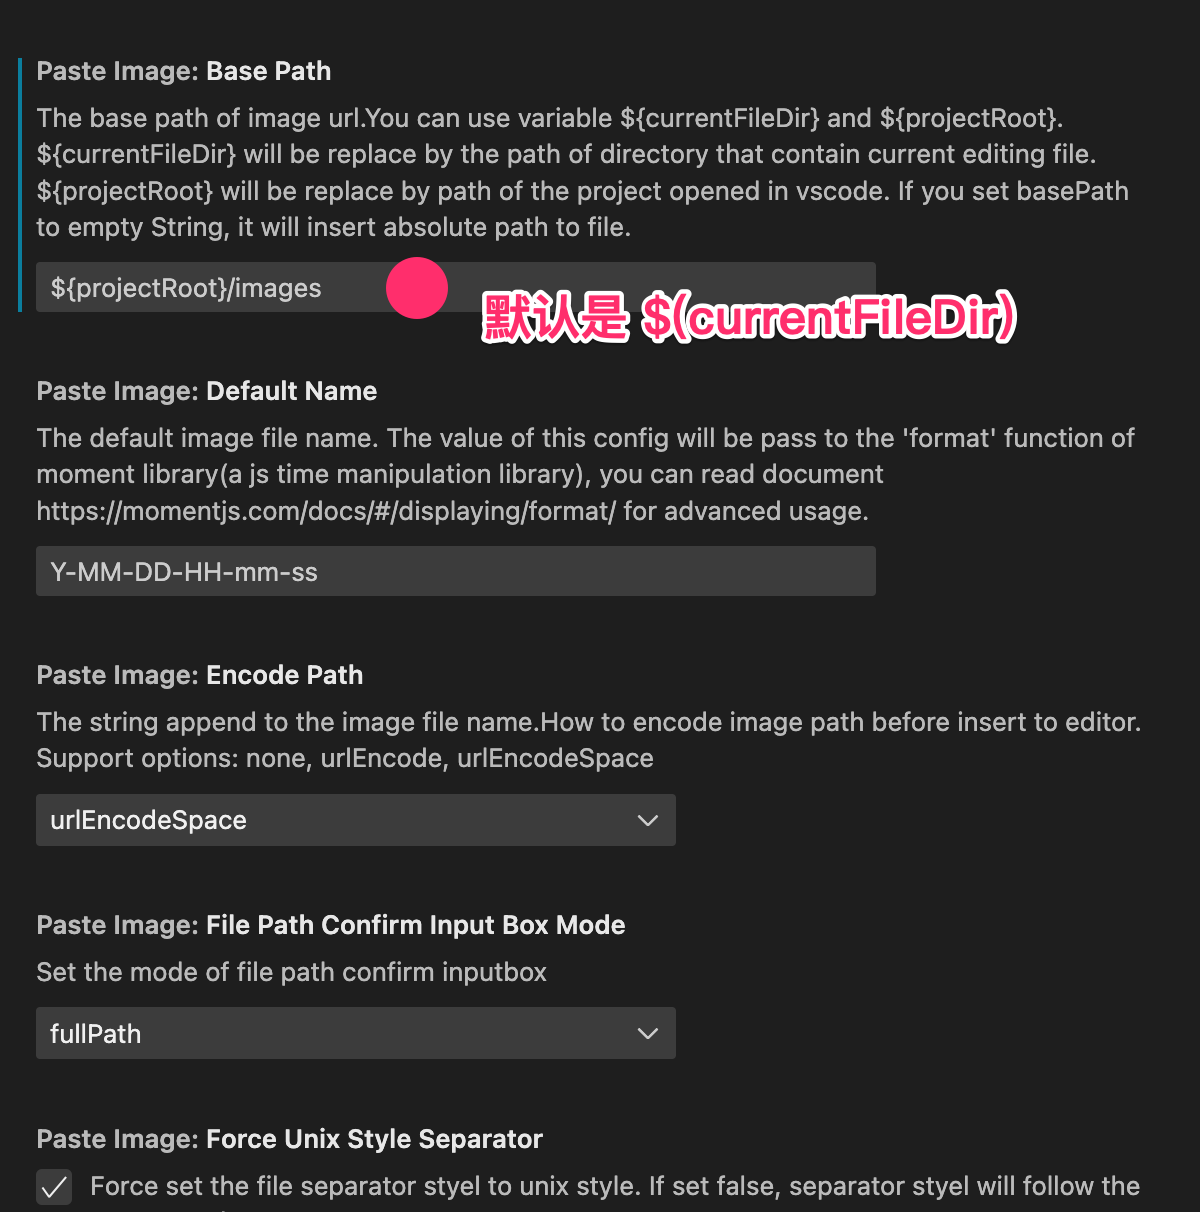 Paste Image: Base Path
The base path of image url.You can use variable ${currentFileDir} and ${projectRoot}.
${currentFileDir} will be replace by the path of directory that contain current editing file.
${projectRoot} will be replace by path of the project opened in vscode. If you set basePath
to empty String, it will insert absolute path to file.
${projectRoot}/images
默认是 $(currentFileDir)
Paste Image: Default Name
The default image file name. The value of this config will be pass to the 'format' function of
moment library(a js time manipulation library), you can read document
https://momentjs.com/docs/#/displaying/format/ for advanced usage.
Y-MM-DD-HH-mm-ss
Paste Image: Encode Path
The string append to the image file name.How to encode image path before insert to editor.
Support options: none, urlEncode, urlEncodeSpace
urlEncodeSpace
Paste Image: File Path Confirm Input Box Mode
Set the mode of file path confirm inputbox
fullPath
Paste Image: Force Unix Style Separator
Force set the file separator styel to unix style. If set false, separator styel will follow the